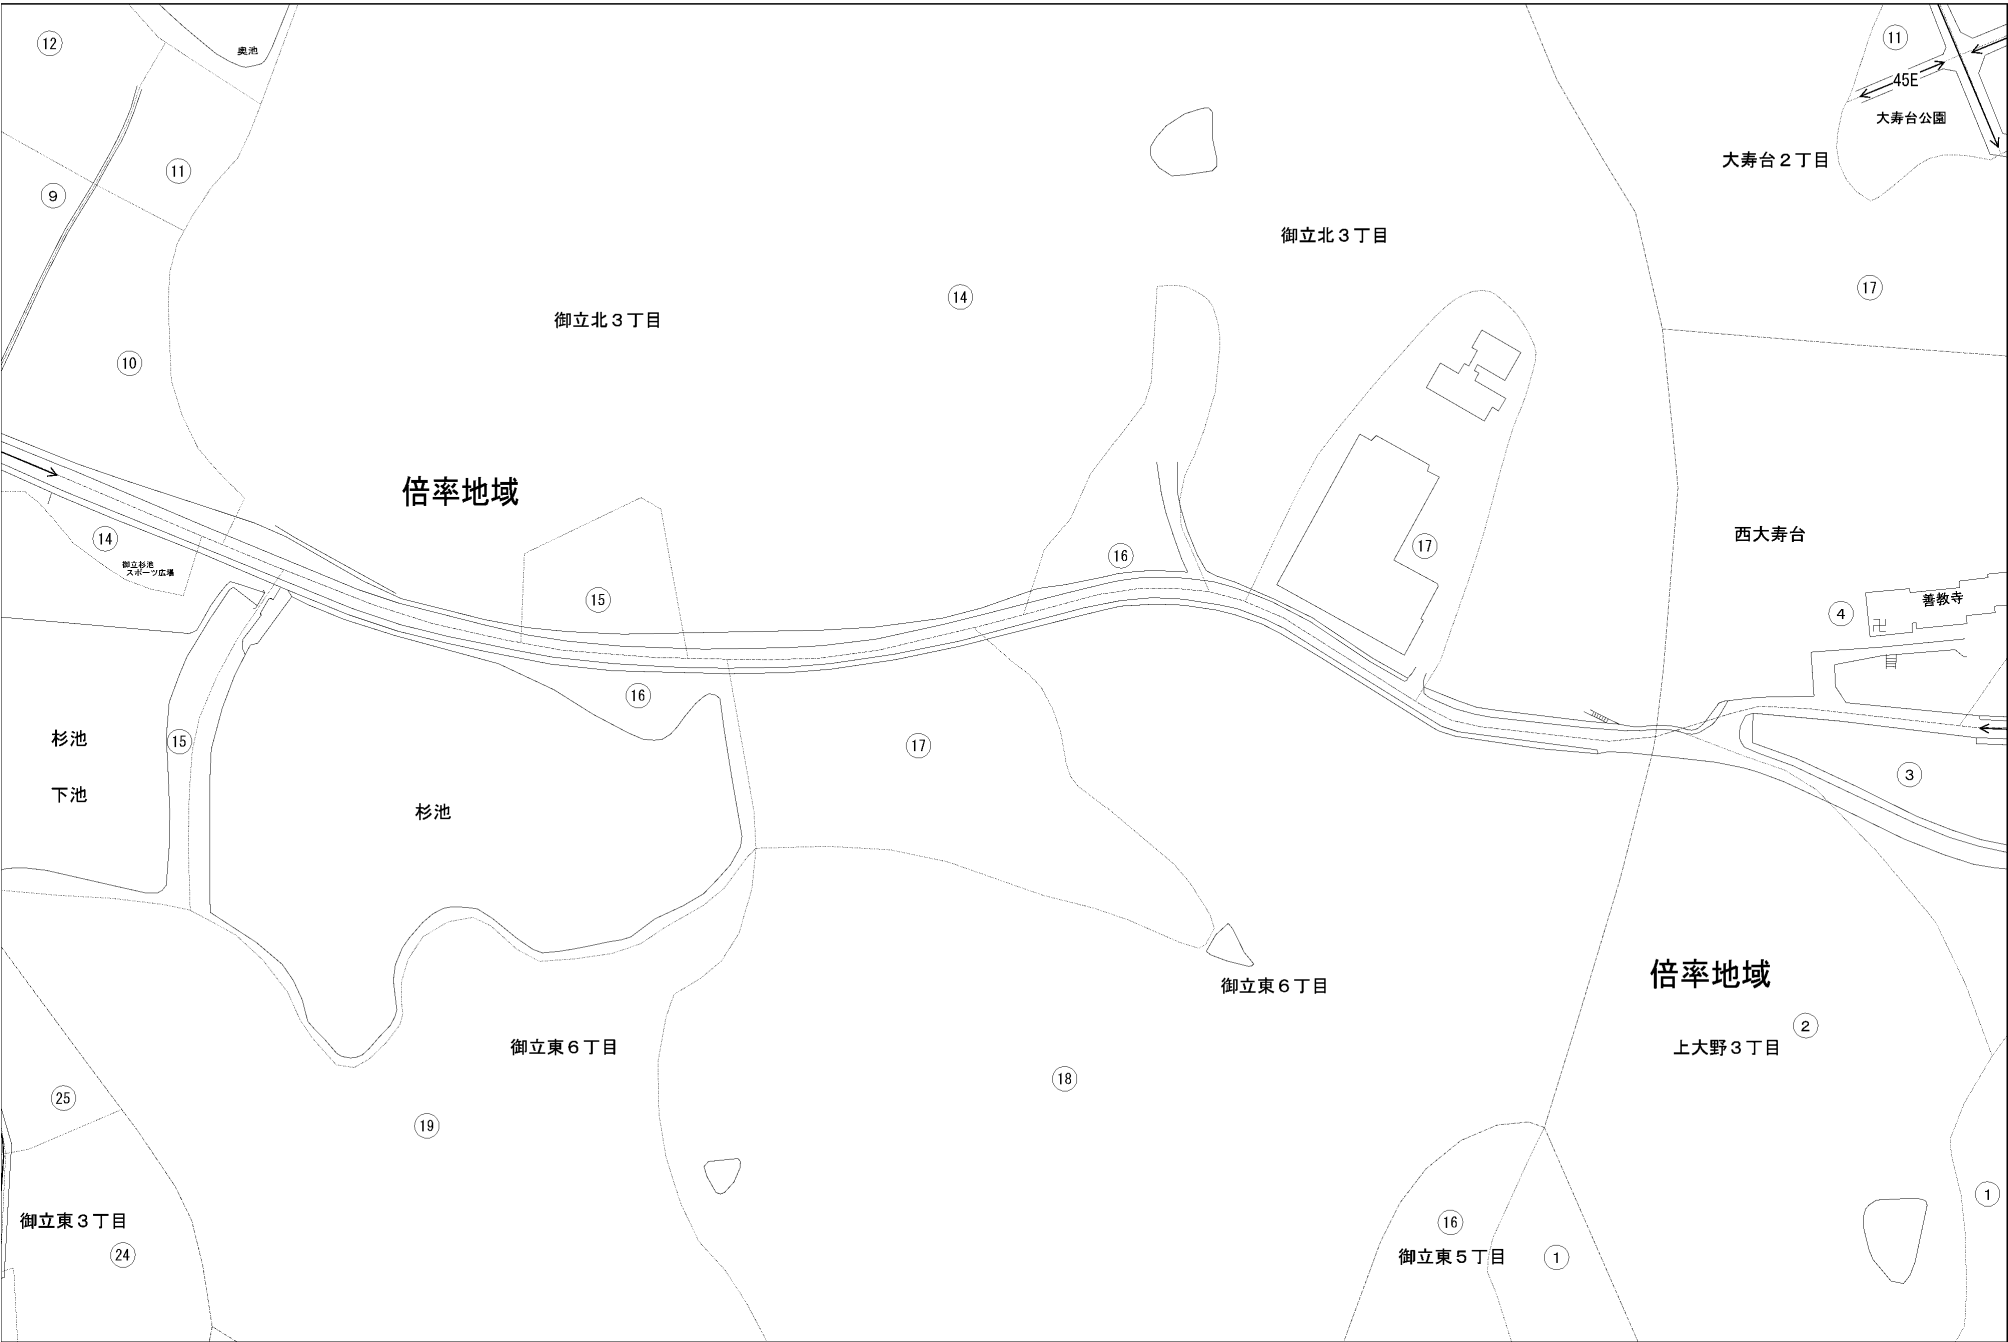 ⑫
奥池
⑪
45E
大寿台公園
大寿台２丁目
⑪
⑨
御立北３丁目
⑰
⑭
御立北３丁目
⑩
倍率地域
西大寿台
⑭
御立杉池
スポーツ広場
⑯
⑰
⑮
善教寺
④
卍
⑯
杉池
⑮
⑰
③
下池
杉池
倍率地域
御立東６丁目
②
御立東６丁目
上大野３丁目
⑱
㉕
⑲
①
御立東３丁目
⑯
㉔
御立東５丁目
①